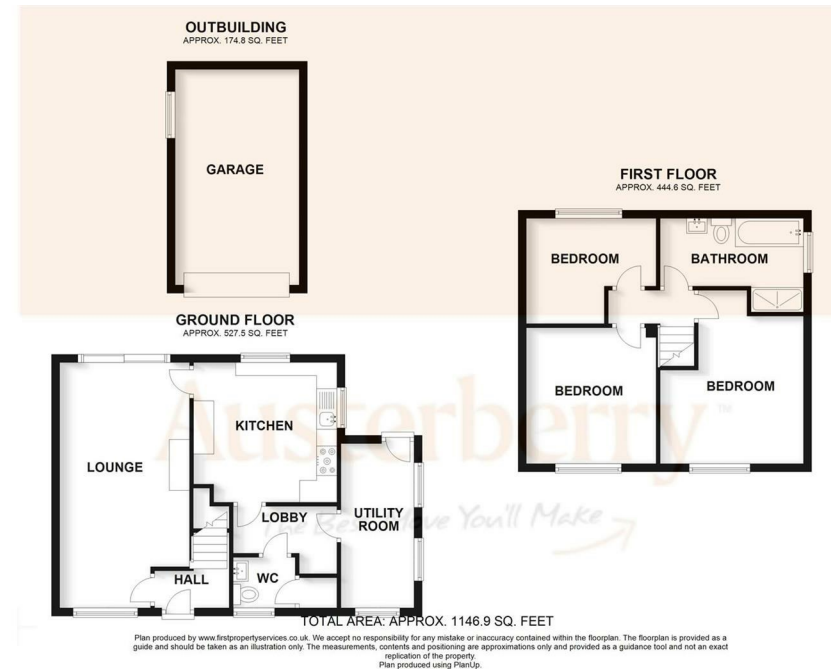 OUTBUILDING
APPROX. 174.8 SQ. FEET
GARAGE
FIRST FLOOR
APPROX. 444.6 SQ. FEET
BEDROOM
BATHROOM
BEDROOM
BEDROOM
GROUND FLOOR
APPROX. 527.5 SQ. FEET
KITCHEN
LOUNGE
LOBBY
UTILITY
ROOM
HALL
WC
Austerberry™
The Best Move You'll Make
TOTAL AREA: APPROX. 1146.9 SQ. FEET
Plan produced by www.firstpropertyservices.co.uk. We accept no responsibility for any mistake or inaccuracy contained within the floorplan. The floorplan is provided as a
guide and should be taken as an illustration only. The measurements, contents and positioning are approximations only and provided as a guidance tool and not an exact
replication of the property.
Plan produced using PlanUp.